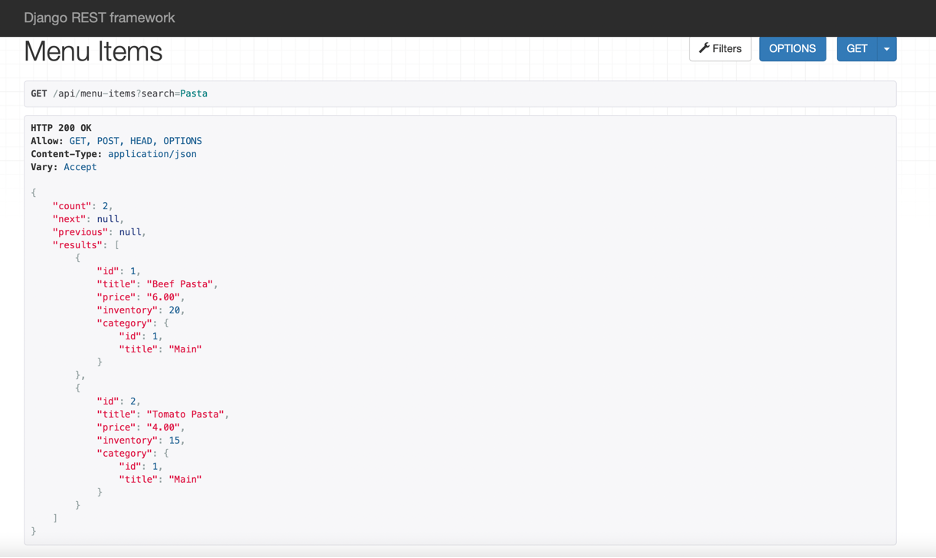 Django REST framework
Menu Items
Filters
OPTIONS
GET
GET /api/menu-items?search=Pasta
HTTP 200 OK
Allow: GET, POST, HEAD, OPTIONS
Content-Type: application/json
Vary: Accept
{
    "count": 2,
    "next": null,
    "previous": null,
    "results": [
        {
            "id": 1,
            "title": "Beef Pasta",
            "price": "6.00",
            "inventory": 20,
            "category": {
                "id": 1,
                "title": "Main"
            }
        },
        {
            "id": 2,
            "title": "Tomato Pasta",
            "price": "4.00",
            "inventory": 15,
            "category": {
                "id": 1,
                "title": "Main"
            }
        }
    ]
}